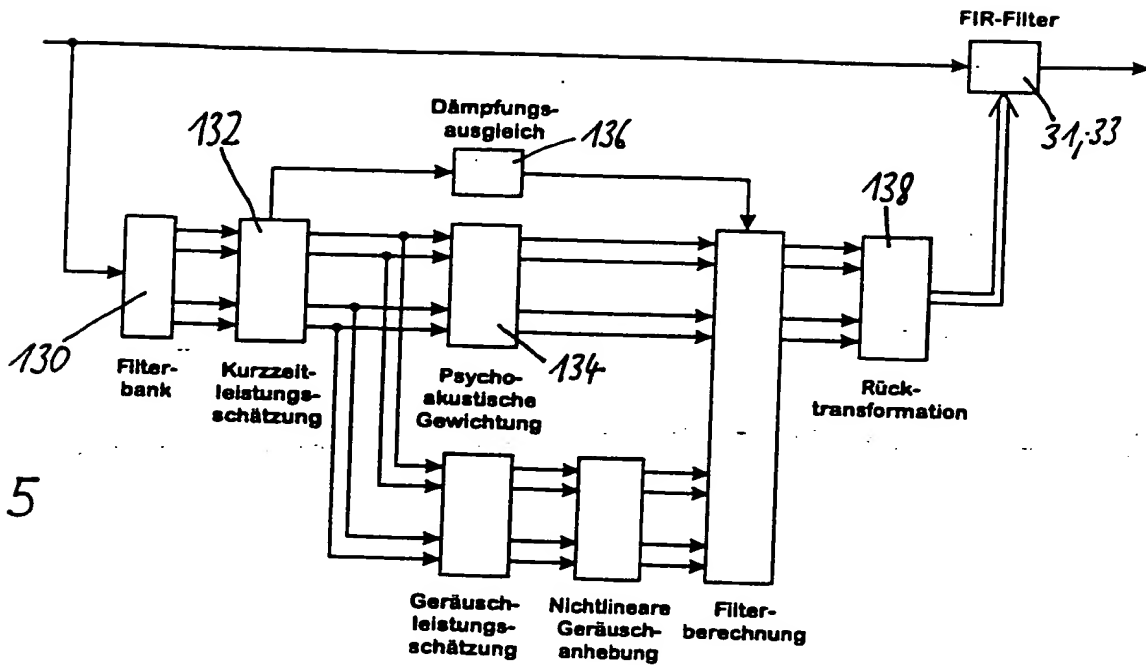 FIR-Filter
31, 33
Dämpfungs-
ausgleich
136
132
138
130
134
Filter-
bank
Kurzzeit-
leistungs-
schätzung
Psycho-
akustische
Gewichtung
Rück-
transformation
5
Geräusch-
leistungs-
schätzung
Nichtlineare
Geräusch-
anhebung
Filter-
berechnung